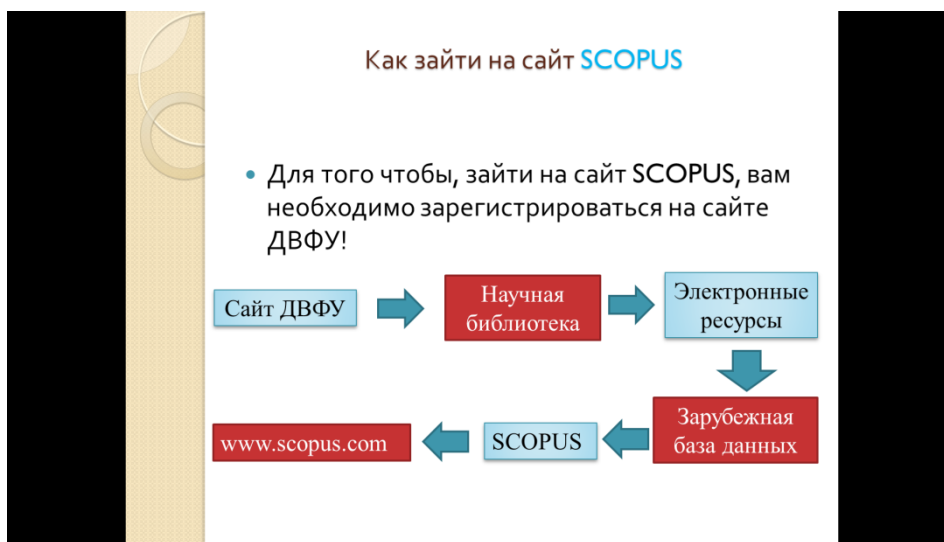 Как зайти на сайт SCOPUS
Для того чтобы, зайти на сайт SCOPUS, вам
необходимо зарегистрироваться на сайте
ДВФУ!
Сайт ДВФУ
Научная
библиотека
Электронные
ресурсы
Зарубежная
база данных
SCOPUS
www.scopus.com